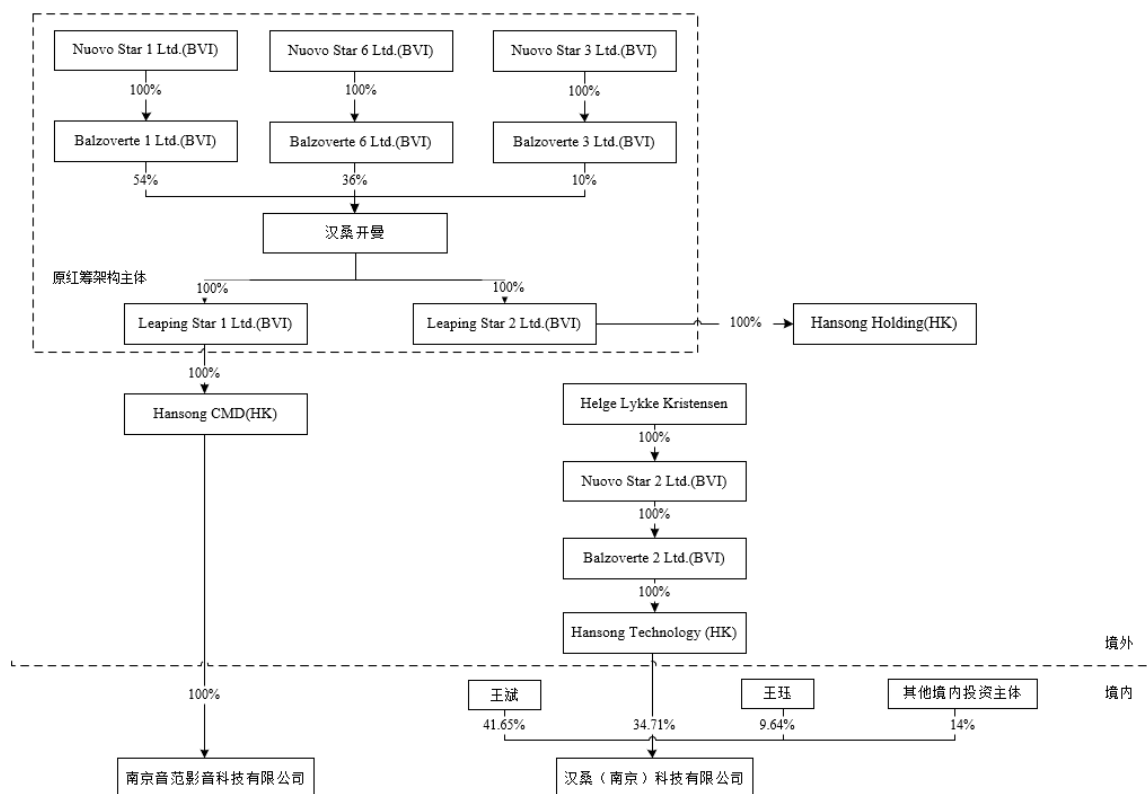 Nuovo Star 1 Ltd.(BVI)
Nuovo Star 6 Ltd.(BVI)
Nuovo Star 3 Ltd.(BVI)
100%
100%
100%
Balzoverte 1 Ltd.(BVI)
Balzoverte 6 Ltd.(BVI)
Balzoverte 3 Ltd.(BVI)
54%
36%
10%
汉桑开曼
原红筹架构主体
100%
100%
Leaping Star 1 Ltd.(BVI)
Leaping Star 2 Ltd.(BVI)
100%
Hansong Holding(HK)
100%
Hansong CMD(HK)
Helge Lykke Kristensen
100%
Nuovo Star 2 Ltd.(BVI)
100%
Balzoverte 2 Ltd.(BVI)
100%
Hansong Technology (HK)
境外
境内
100%
王斌
王珏
其他境内投资主体
41.65%
34.71%
9.64%
14%
南京音范影音科技有限公司
汉桑（南京）科技有限公司